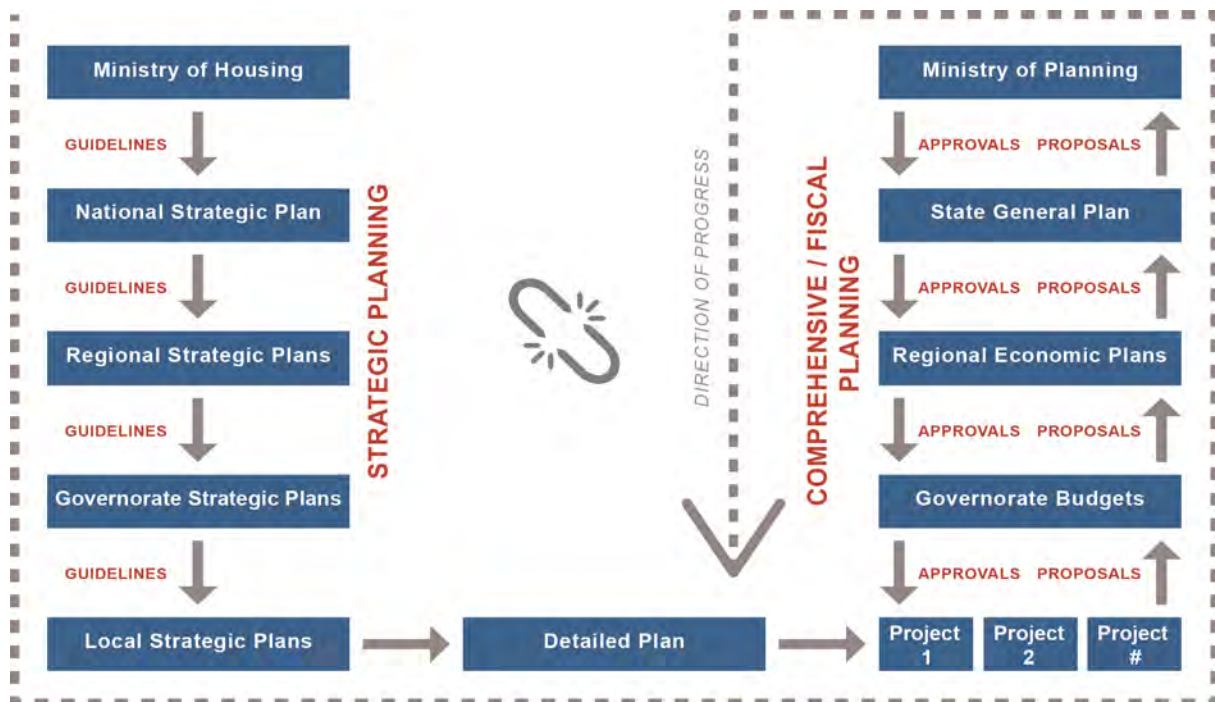 Ministry of Housing
GUIDELINES
National Strategic Plan
GUIDELINES
Regional Strategic Plans
GUIDELINES
Governorate Strategic Plans
GUIDELINES
Local Strategic Plans
STRATEGIC PLANNING
Detailed Plan
DIRECTION OF PROGRESS
COMPREHENSIVE / FISCAL
PLANNING
Ministry of Planning
APPROVALS PROPOSALS
State General Plan
APPROVALS PROPOSALS
Regional Economic Plans
APPROVALS PROPOSALS
Governorate Budgets
APPROVALS PROPOSALS
Project
1
Project
2
Project
#